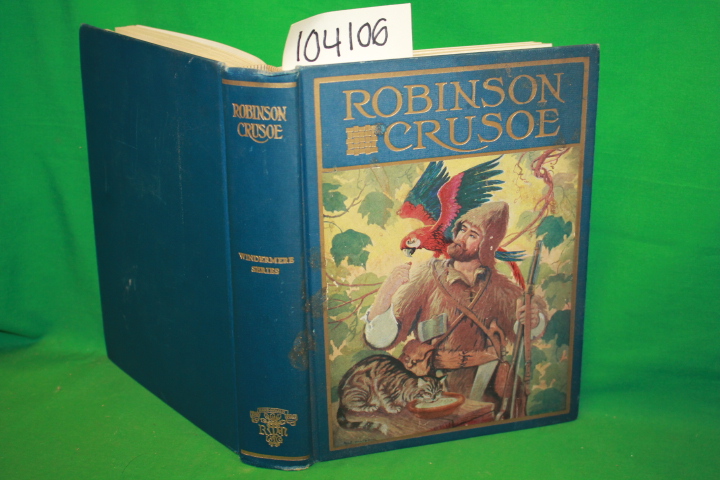 104106
ROBINSON
CRUSOE
WINDERMERE
SERIES
ROBINSON
CRUSOE